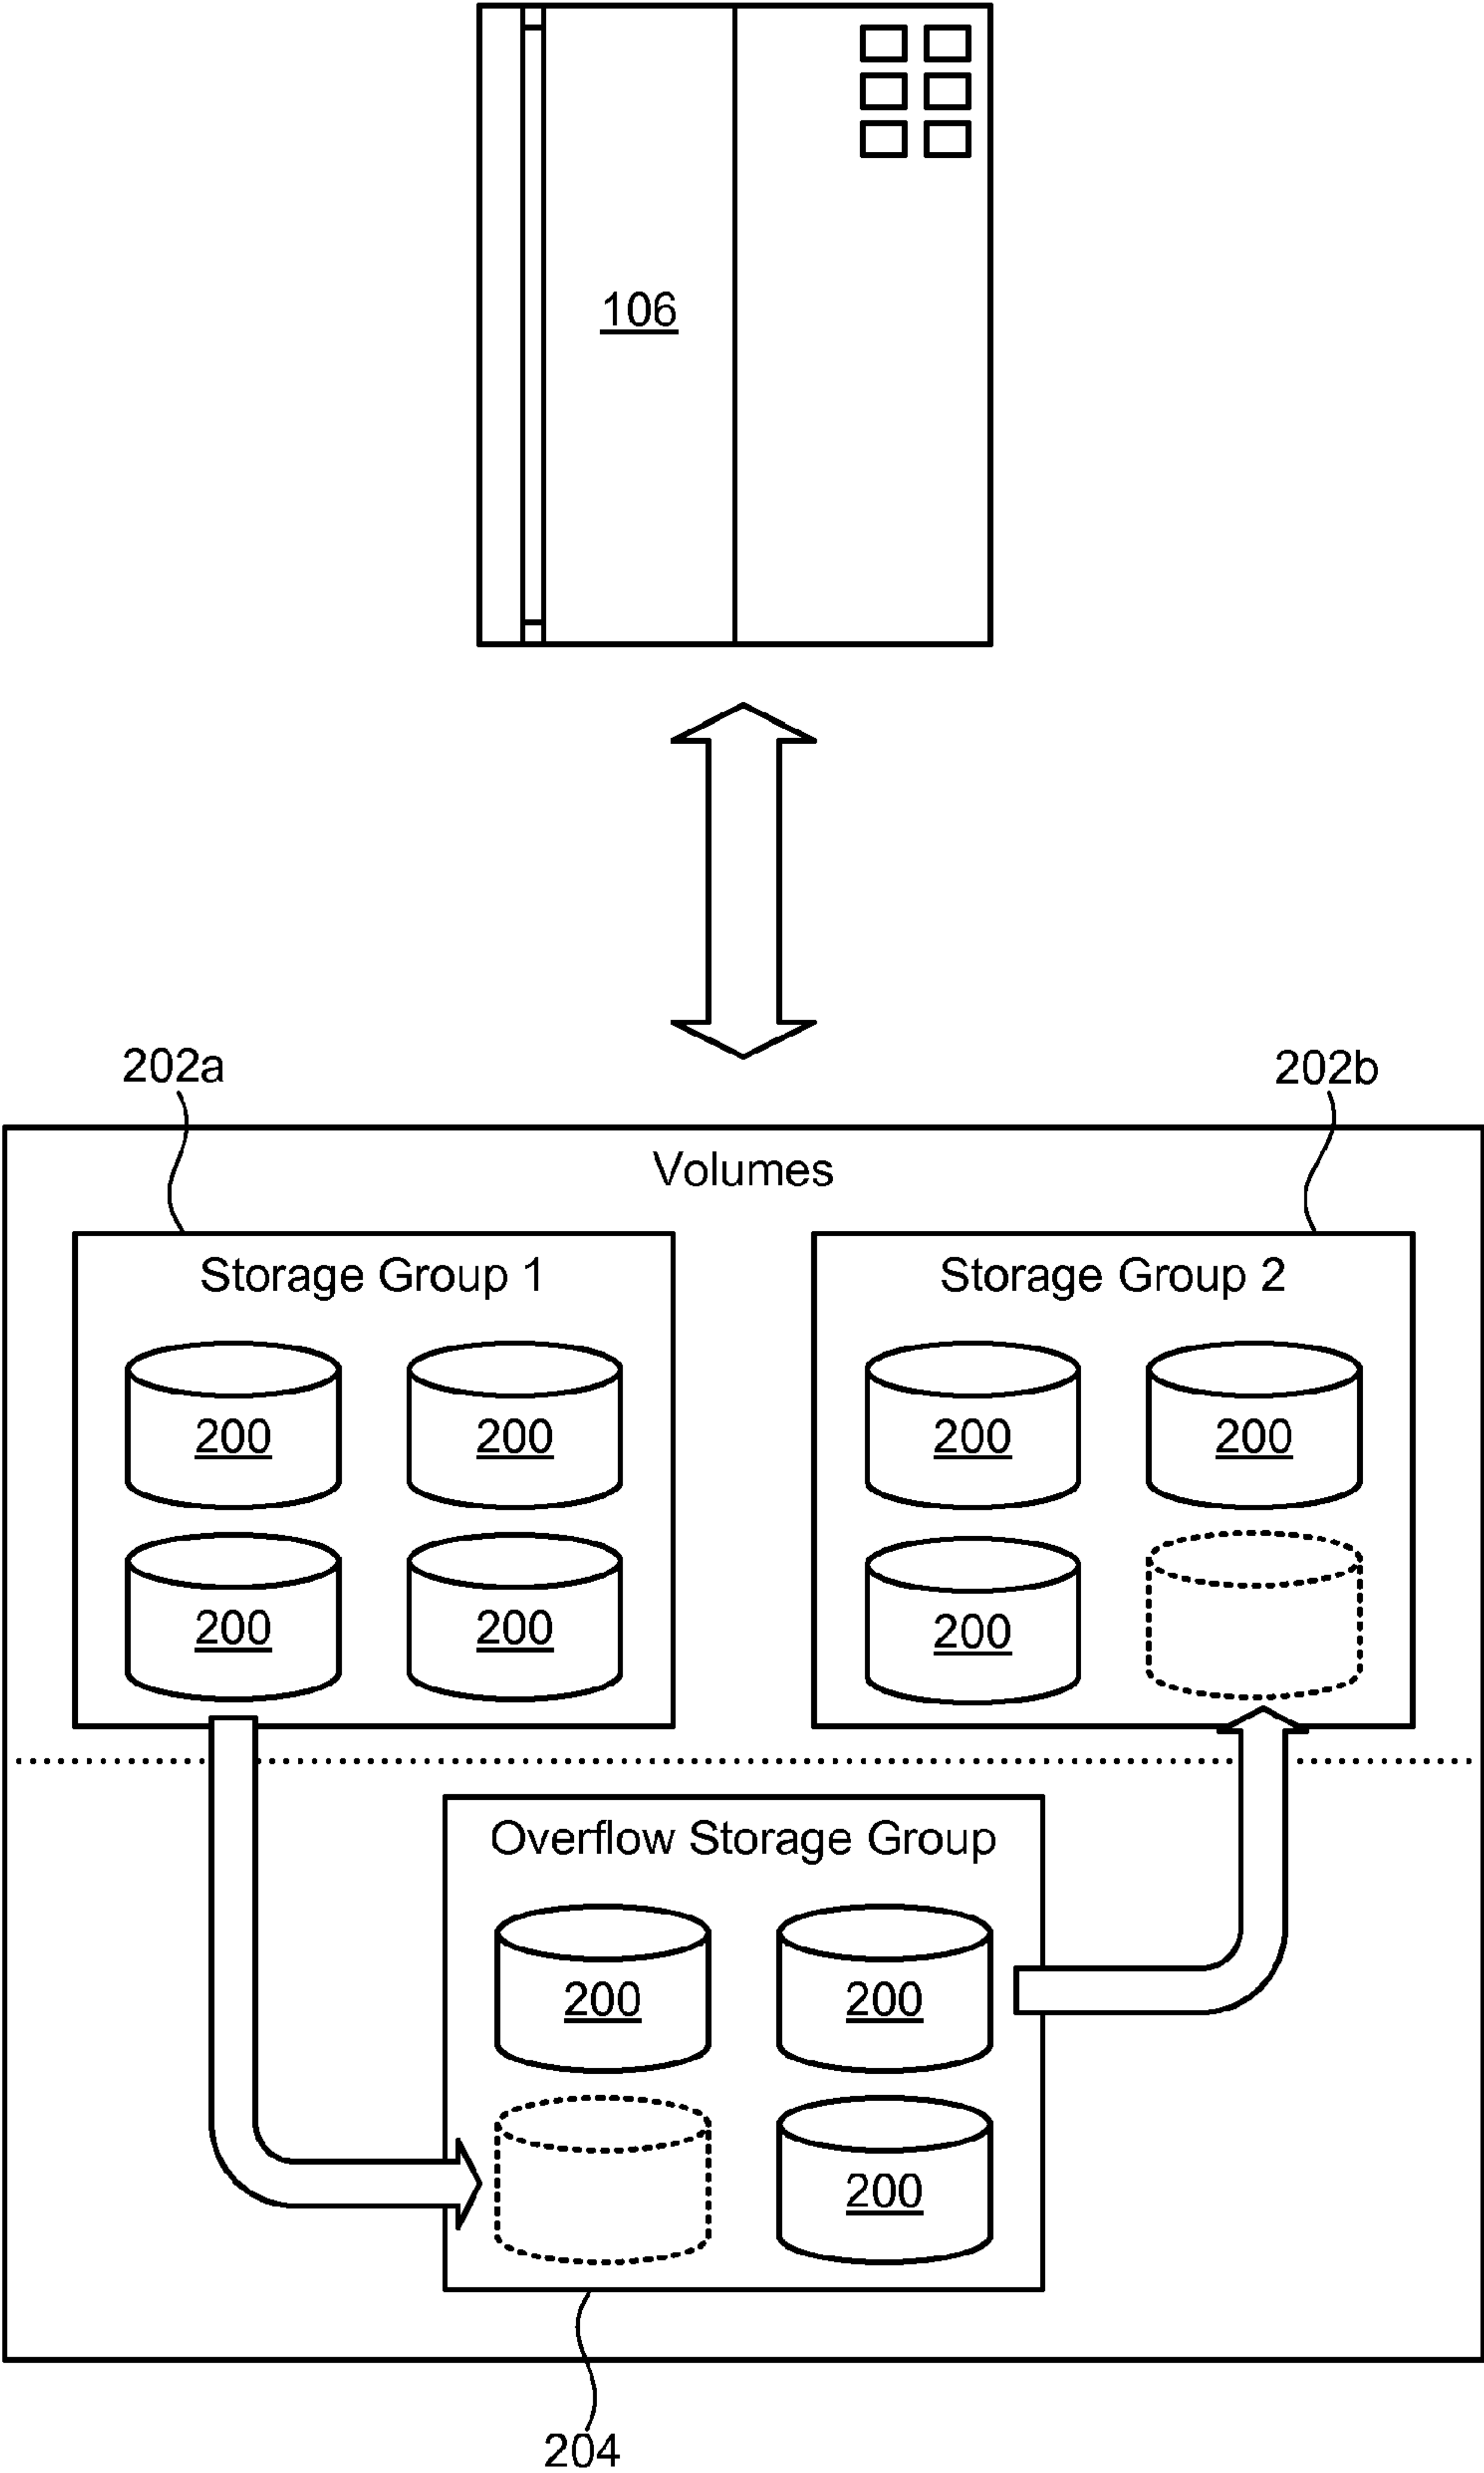 106
202a
202b
Volumes
Storage Group 1
Storage Group 2
200 200
200 200
200 200
200
Overflow Storage Group
200 200
200
204